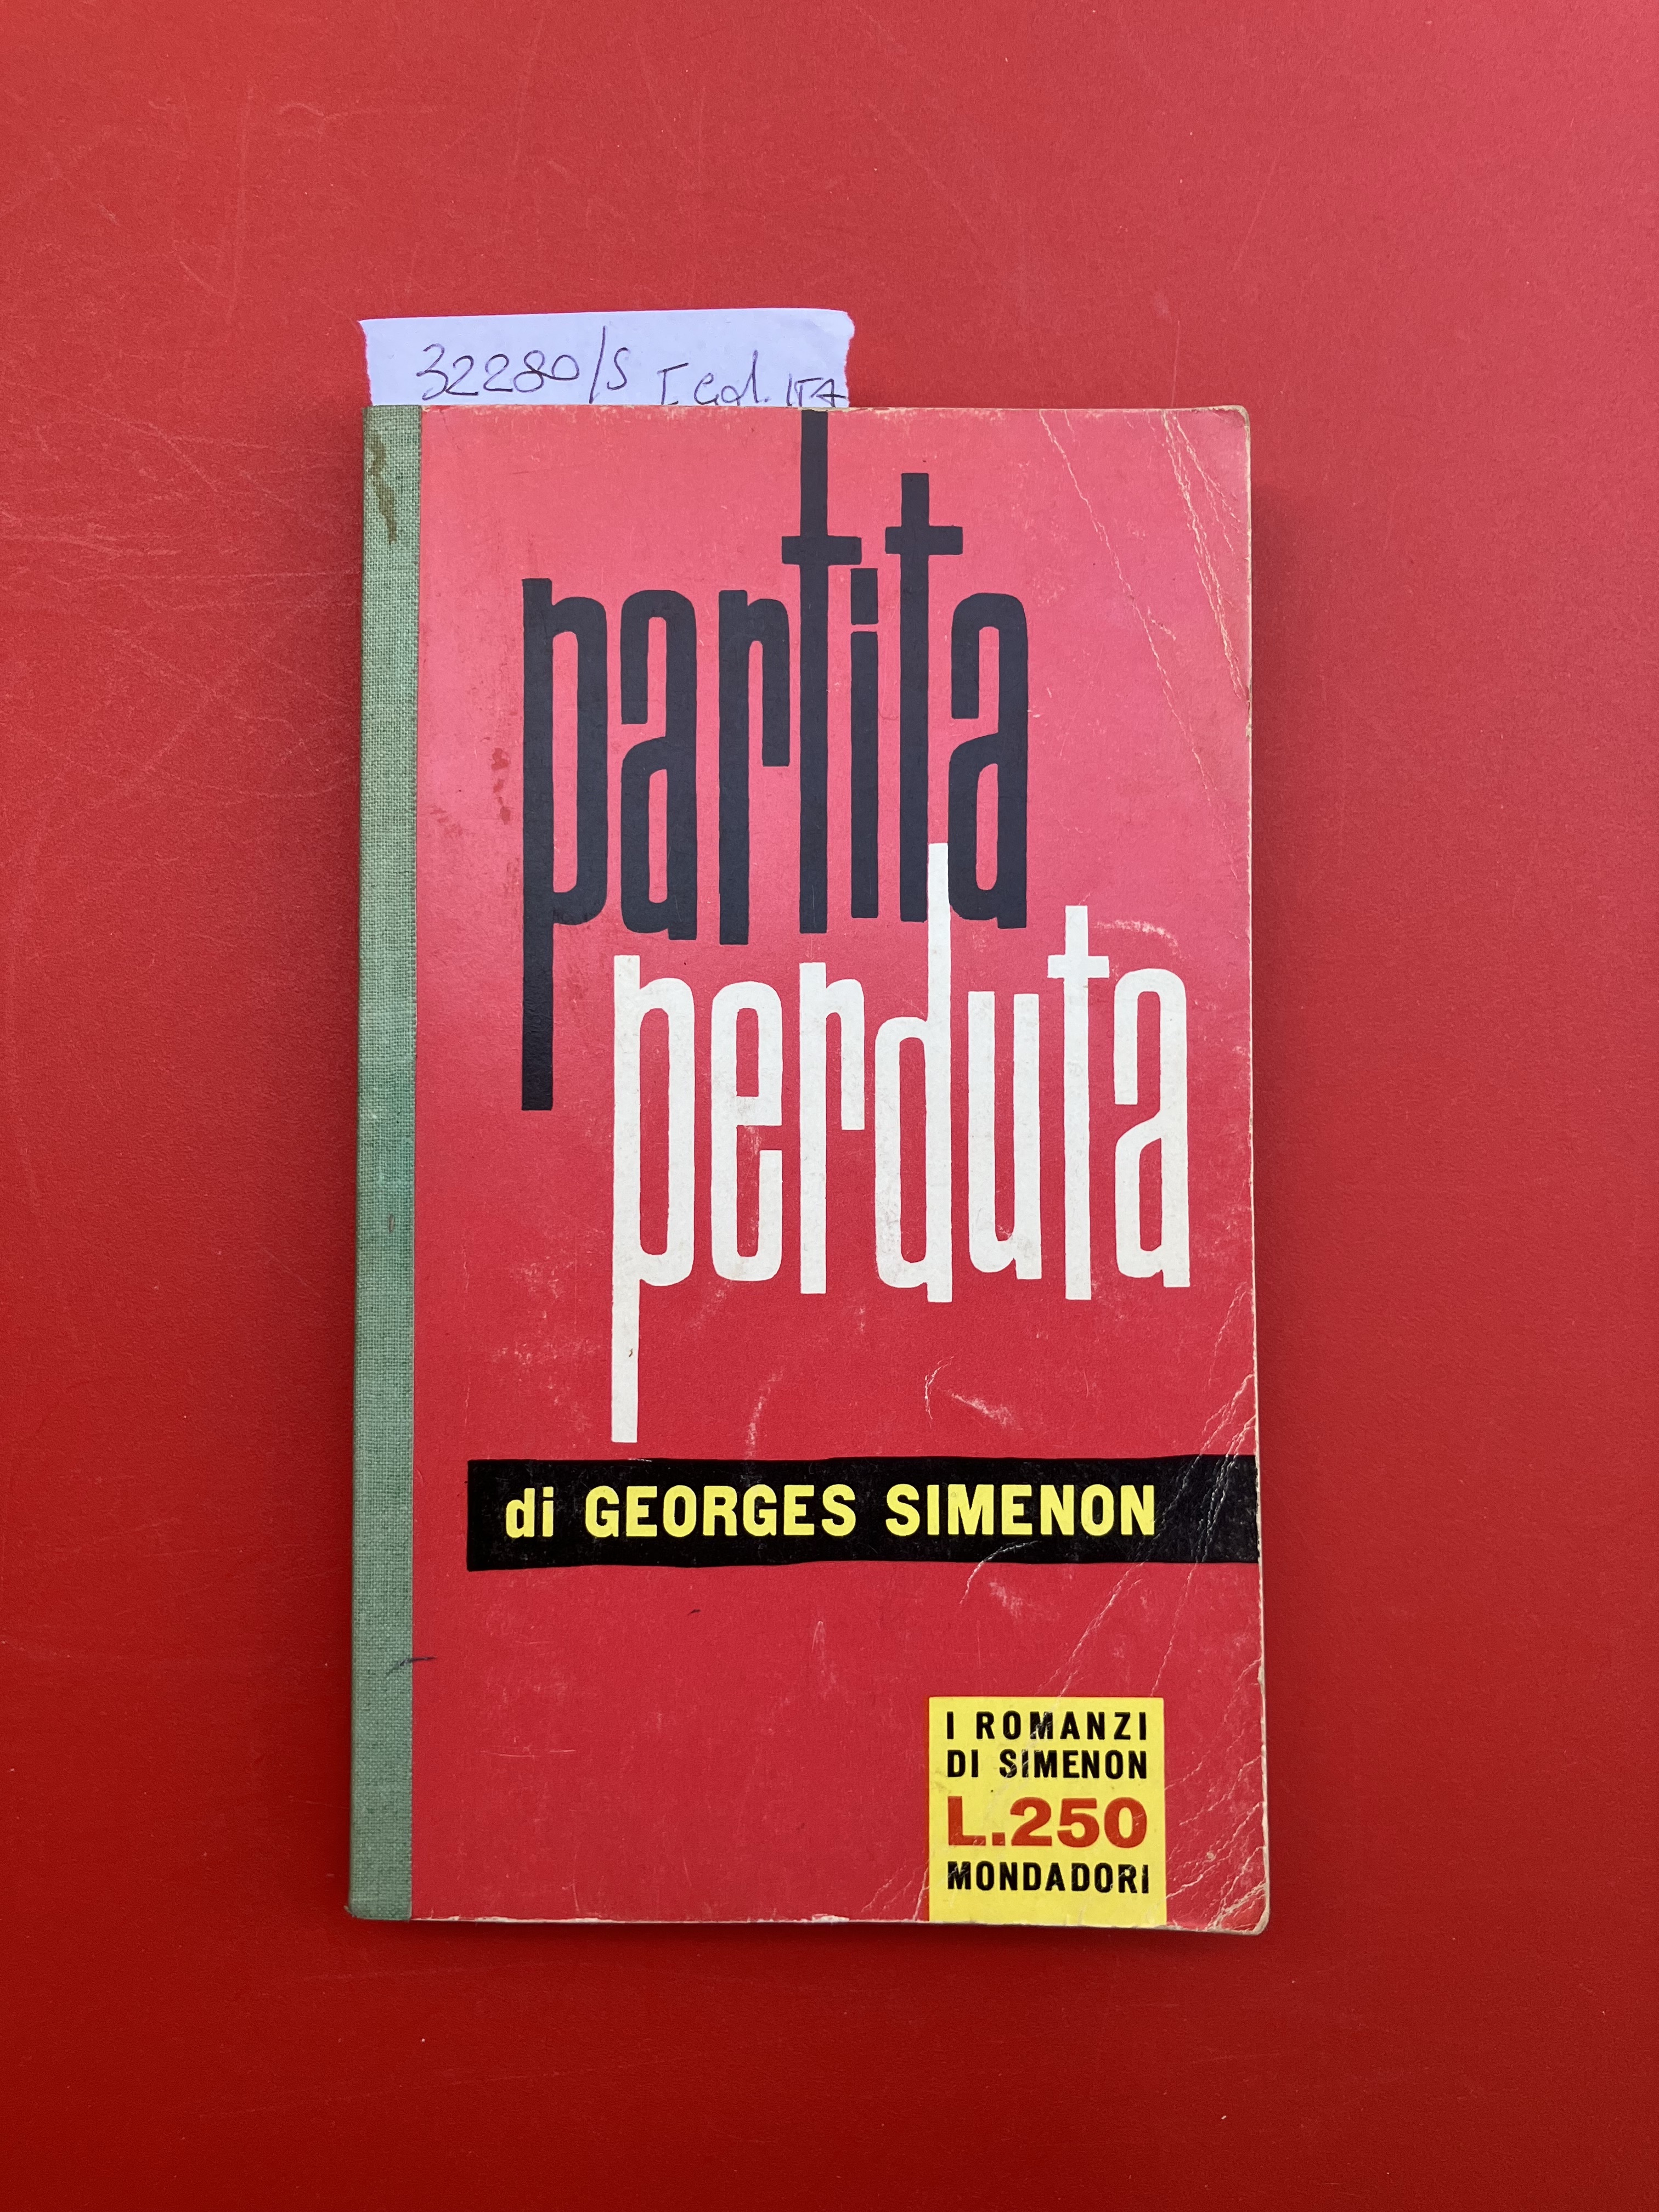 32280/S I ed. ITA
partita
perduta
di GEORGES SIMENON
I ROMANZI
DI SIMENON
L.250
MONDADORI